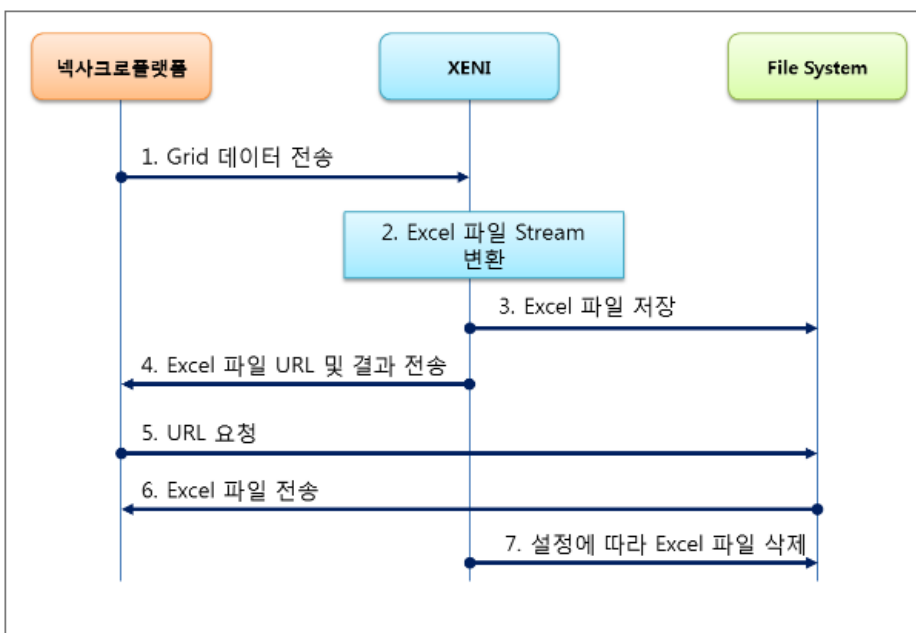 넥사크로플랫폼
XENI
File System
1. Grid 데이터 전송
2. Excel 파일 Stream
변환
3. Excel 파일 저장
4. Excel 파일 URL 및 결과 전송
5. URL 요청
6. Excel 파일 전송
7. 설정에 따라 Excel 파일 삭제